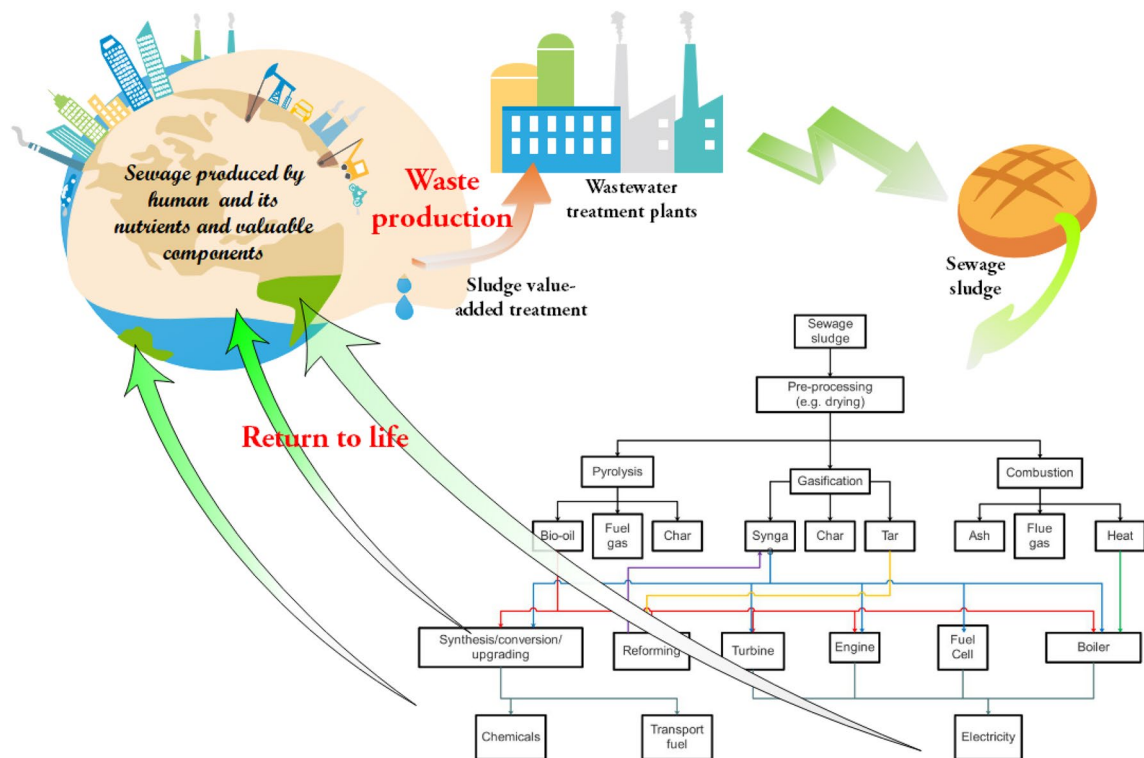 Sewage produced by
human and its
nutrients and valuable
components
Waste
production
Wastewater
treatment plants
Sludge value-
added treatment
Sewage
sludge
Return to life
Sewage
sludge
Pre-processing
(e.g. drying)
Pyrolysis
Gasification
Combustion
Bio-oil
Fuel
gas
Char
Synga
Char
Tar
Ash
Flue
gas
Heat
Synthesis/conversion/
upgrading
Reforming
Turbine
Engine
Fuel
Cell
Boiler
Chemicals
Transport
fuel
Electricity